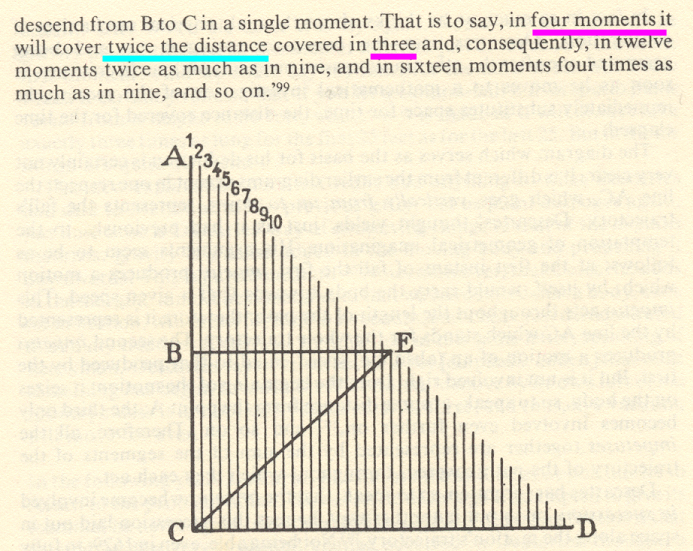 descend from B to C in a single moment. That is to say, in four moments it
will cover twice the distance covered in three and, consequently, in twelve
moments twice as much as in nine, and in sixteen moments four times as
much as in nine, and so on.’⁹⁹
A 1 2 3 4 5 6 7 8 9 10
B E
C D